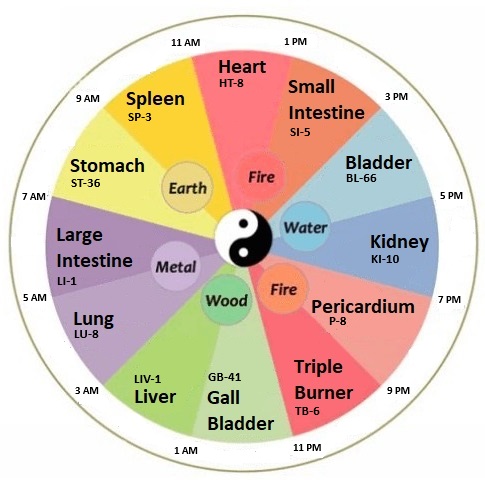 11 AM
1 PM
Heart
HT-8
Small
Intestine
SI-5
3 PM
Bladder
BL-66
5 PM
Kidney
KI-10
7 PM
Pericardium
P-8
9 PM
Triple
Burner
TB-6
11 PM
GB-41
Gall
Bladder
1 AM
LIV-1
Liver
3 AM
Lung
LU-8
5 AM
Large
Intestine
LI-1
7 AM
Stomach
ST-36
9 AM
Spleen
SP-3
Earth
Fire
Water
Fire
Wood
Metal